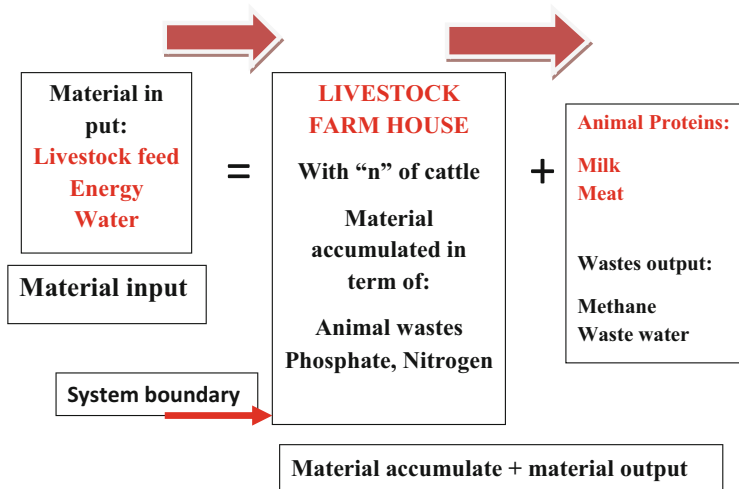 Material in
put:
Livestock feed
Energy
Water
Material input
=
LIVESTOCK
FARM HOUSE
With “n” of cattle
Material
accumulated in
term of:
Animal wastes
Phosphate, Nitrogen
+
Animal Proteins:
Milk
Meat
Wastes output:
Methane
Waste water
System boundary
Material accumulate + material output